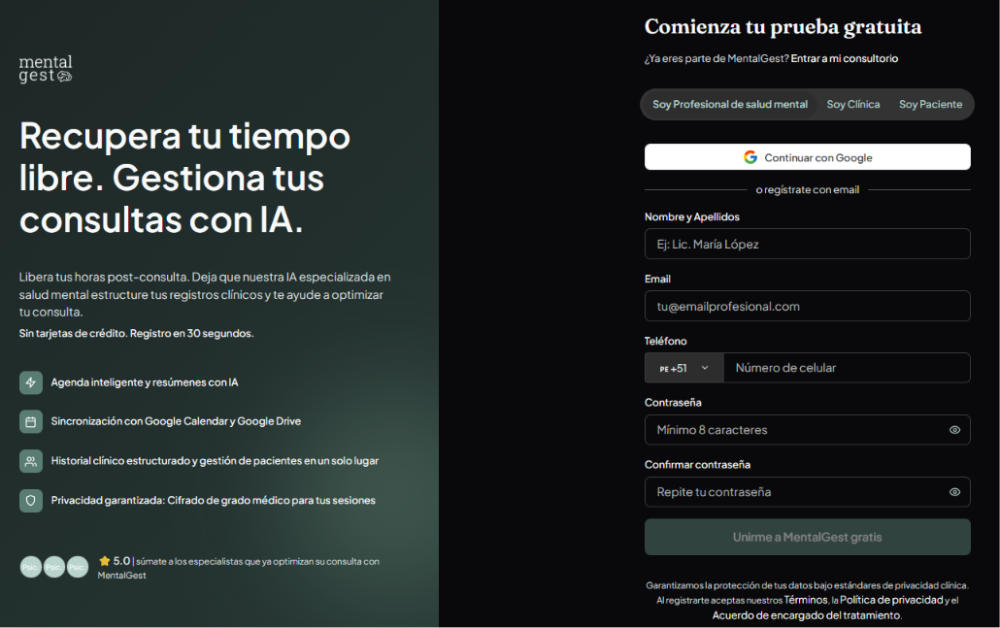 mental
gest
Recupera tu tiempo
libre. Gestiona tus
consultas con IA.
Libera tus horas post-consulta. Deja que nuestra IA especializada en
salud mental estructure tus registros clínicos y te ayude a optimizar
tu consulta.
Sin tarjetas de crédito. Registro en 30 segundos.
Agenda inteligente y resúmenes con IA
Sincronización con Google Calendar y Google Drive
Historial clínico estructurado y gestión de pacientes en un solo lugar
Privacidad garantizada: Cifrado de grado médico para tus sesiones
Psic. Psic. Psic.
5.0 | súmate a los especialistas que ya optimizan su consulta con
MentalGest
Comienza tu prueba gratuita
¿Ya eres parte de MentalGest? Entrar a mi consultorio
Soy Profesional de salud mental Soy Clínica Soy Paciente
Continuar con Google
o regístrate con email
Nombre y Apellidos
Ej: Lic. María López
Email
tu@emailprofesional.com
Teléfono
PE +51 Número de celular
Contraseña
Mínimo 8 caracteres
Confirmar contraseña
Repite tu contraseña
Unirme a MentalGest gratis
Garantizamos la protección de tus datos bajo estándares de privacidad clínica.
Al registrarte aceptas nuestros Términos, la Política de privacidad y el
Acuerdo de encargado del tratamiento.